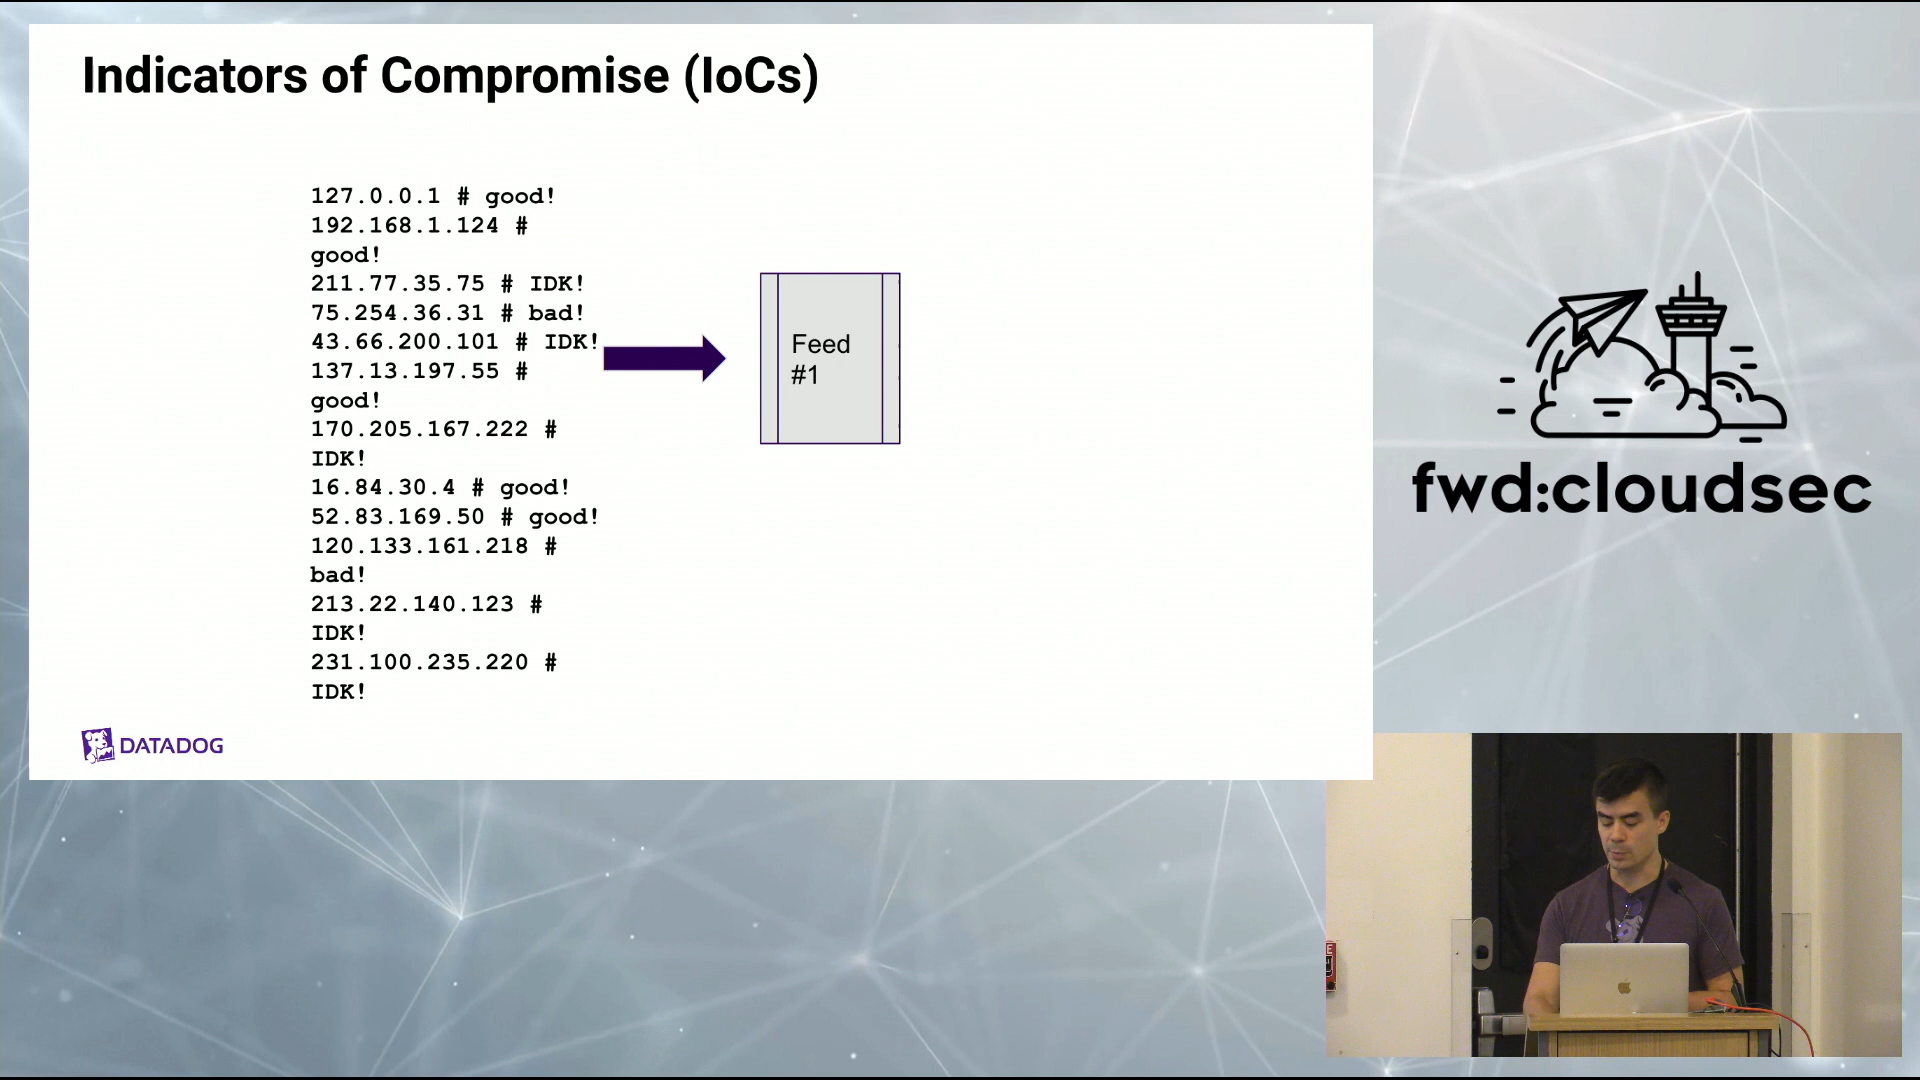 Indicators of Compromise (IoCs)
127.0.0.1 # good!
192.168.1.124 #
good!
211.77.35.75 # IDK!
75.254.36.31 # bad!
43.66.200.101 # IDK!
137.13.197.55 #
good!
170.205.167.222 #
IDK!
16.84.30.4 # good!
52.83.169.50 # good!
120.133.161.218 #
bad!
213.22.140.123 #
IDK!
231.100.235.220 #
IDK!
Feed
#1
DATADOG
fwd:cloudsec